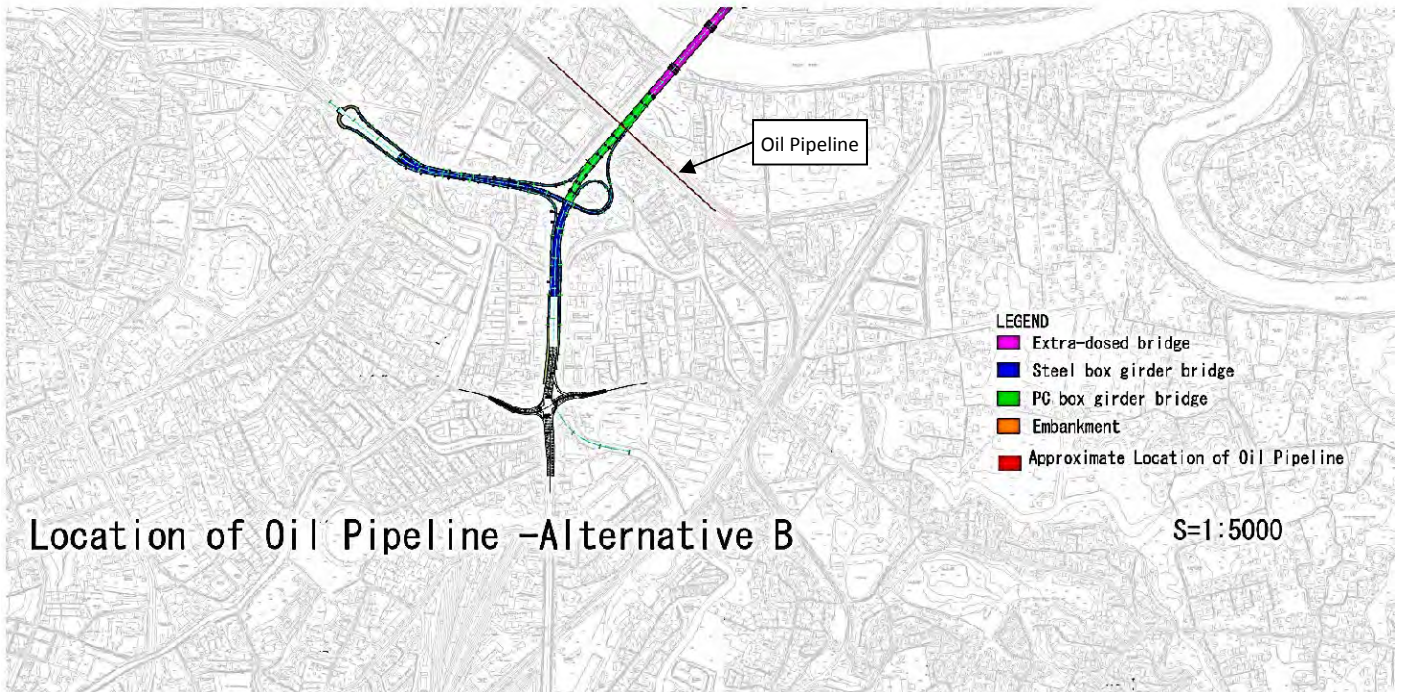 Oil Pipeline
LEGEND
Extra-dosed bridge
Steel box girder bridge
PC box girder bridge
Embankment
Approximate Location of Oil Pipeline
Location of Oil Pipeline -Alternative B
S=1:5000